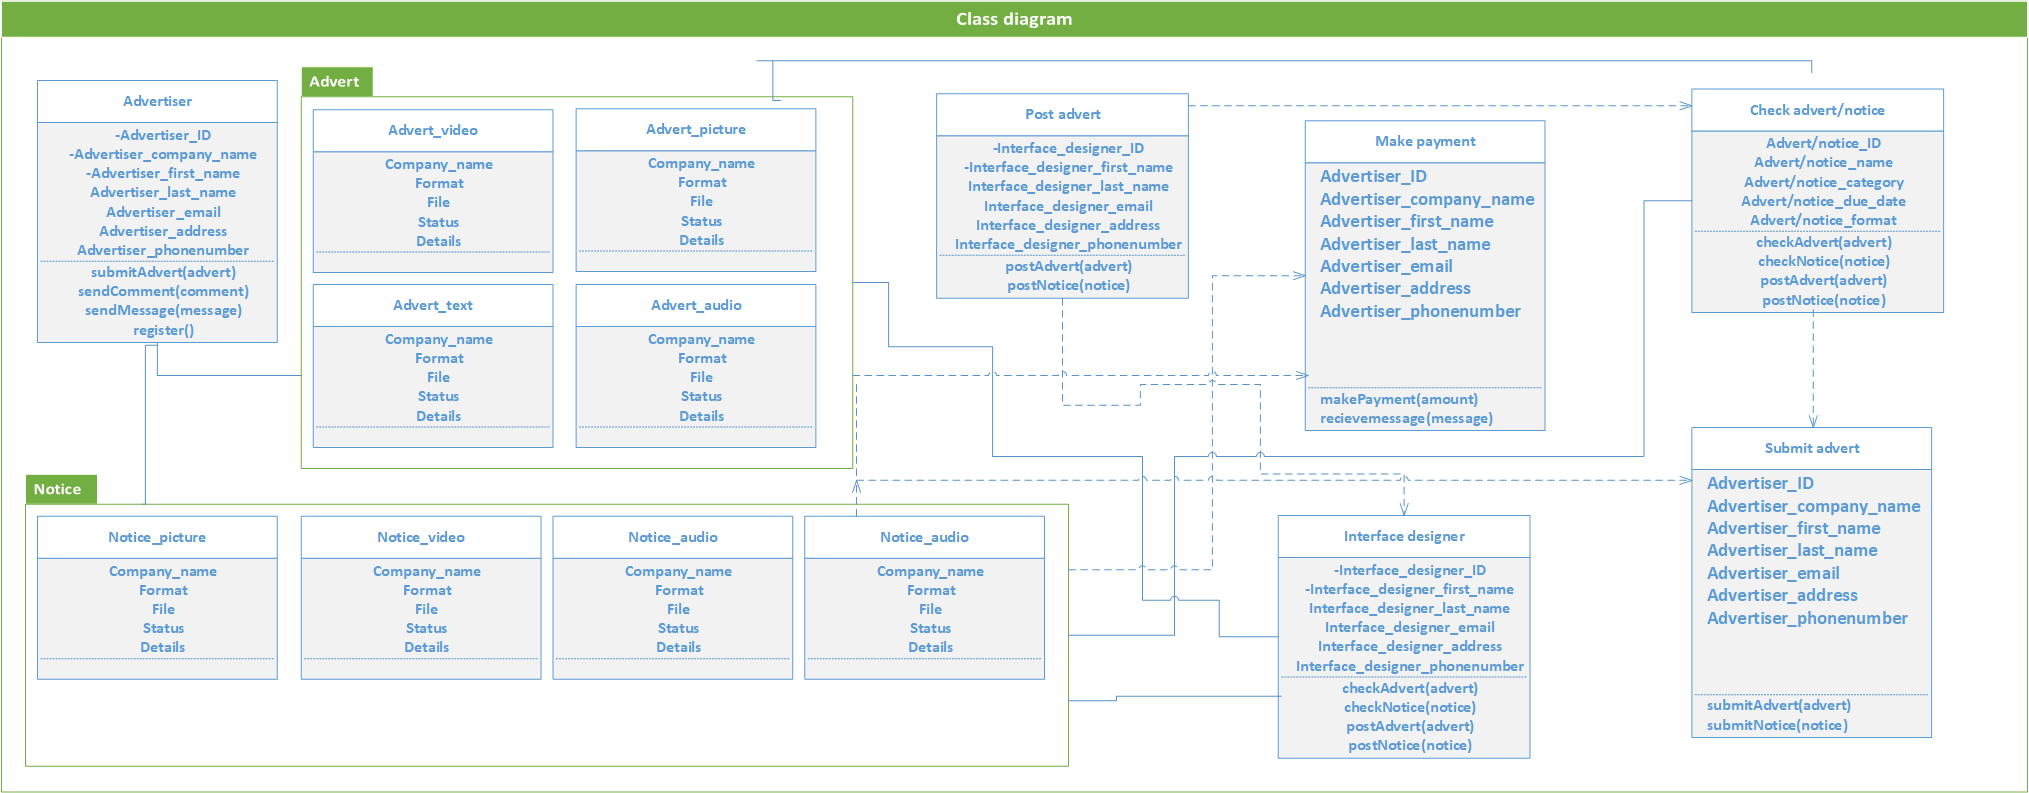 Class diagram
Advertiser
-Advertiser_ID
-Advertiser_company_name
-Advertiser_first_name
Advertiser_last_name
Advertiser_email
Advertiser_address
Advertiser_phonenumber
submitAdvert(advert)
sendComment(comment)
sendMessage(message)
register()
Advert
Advert_video
Company_name
Format
File
Status
Details
Advert_picture
Company_name
Format
File
Status
Details
Advert_text
Company_name
Format
File
Status
Details
Advert_audio
Company_name
Format
File
Status
Details
Post advert
-Interface_designer_ID
-Interface_designer_first_name
Interface_designer_last_name
Interface_designer_email
Interface_designer_address
Interface_designer_phonenumber
postAdvert(advert)
postNotice(notice)
Make payment
Advertiser_ID
Advertiser_company_name
Advertiser_first_name
Advertiser_last_name
Advertiser_email
Advertiser_address
Advertiser_phonenumber
makePayment(amount)
recievemessage(message)
Check advert/notice
Advert/notice_ID
Advert/notice_name
Advert/notice_category
Advert/notice_due_date
Advert/notice_format
checkAdvert(advert)
checkNotice(notice)
postAdvert(advert)
postNotice(notice)
Notice
Notice_picture
Company_name
Format
File
Status
Details
Notice_video
Company_name
Format
File
Status
Details
Notice_audio
Company_name
Format
File
Status
Details
Notice_audio
Company_name
Format
File
Status
Details
Interface designer
-Interface_designer_ID
-Interface_designer_first_name
Interface_designer_last_name
Interface_designer_email
Interface_designer_address
Interface_designer_phonenumber
checkAdvert(advert)
checkNotice(notice)
postAdvert(advert)
postNotice(notice)
Submit advert
Advertiser_ID
Advertiser_company_name
Advertiser_first_name
Advertiser_last_name
Advertiser_email
Advertiser_address
Advertiser_phonenumber
submitAdvert(advert)
submitNotice(notice)